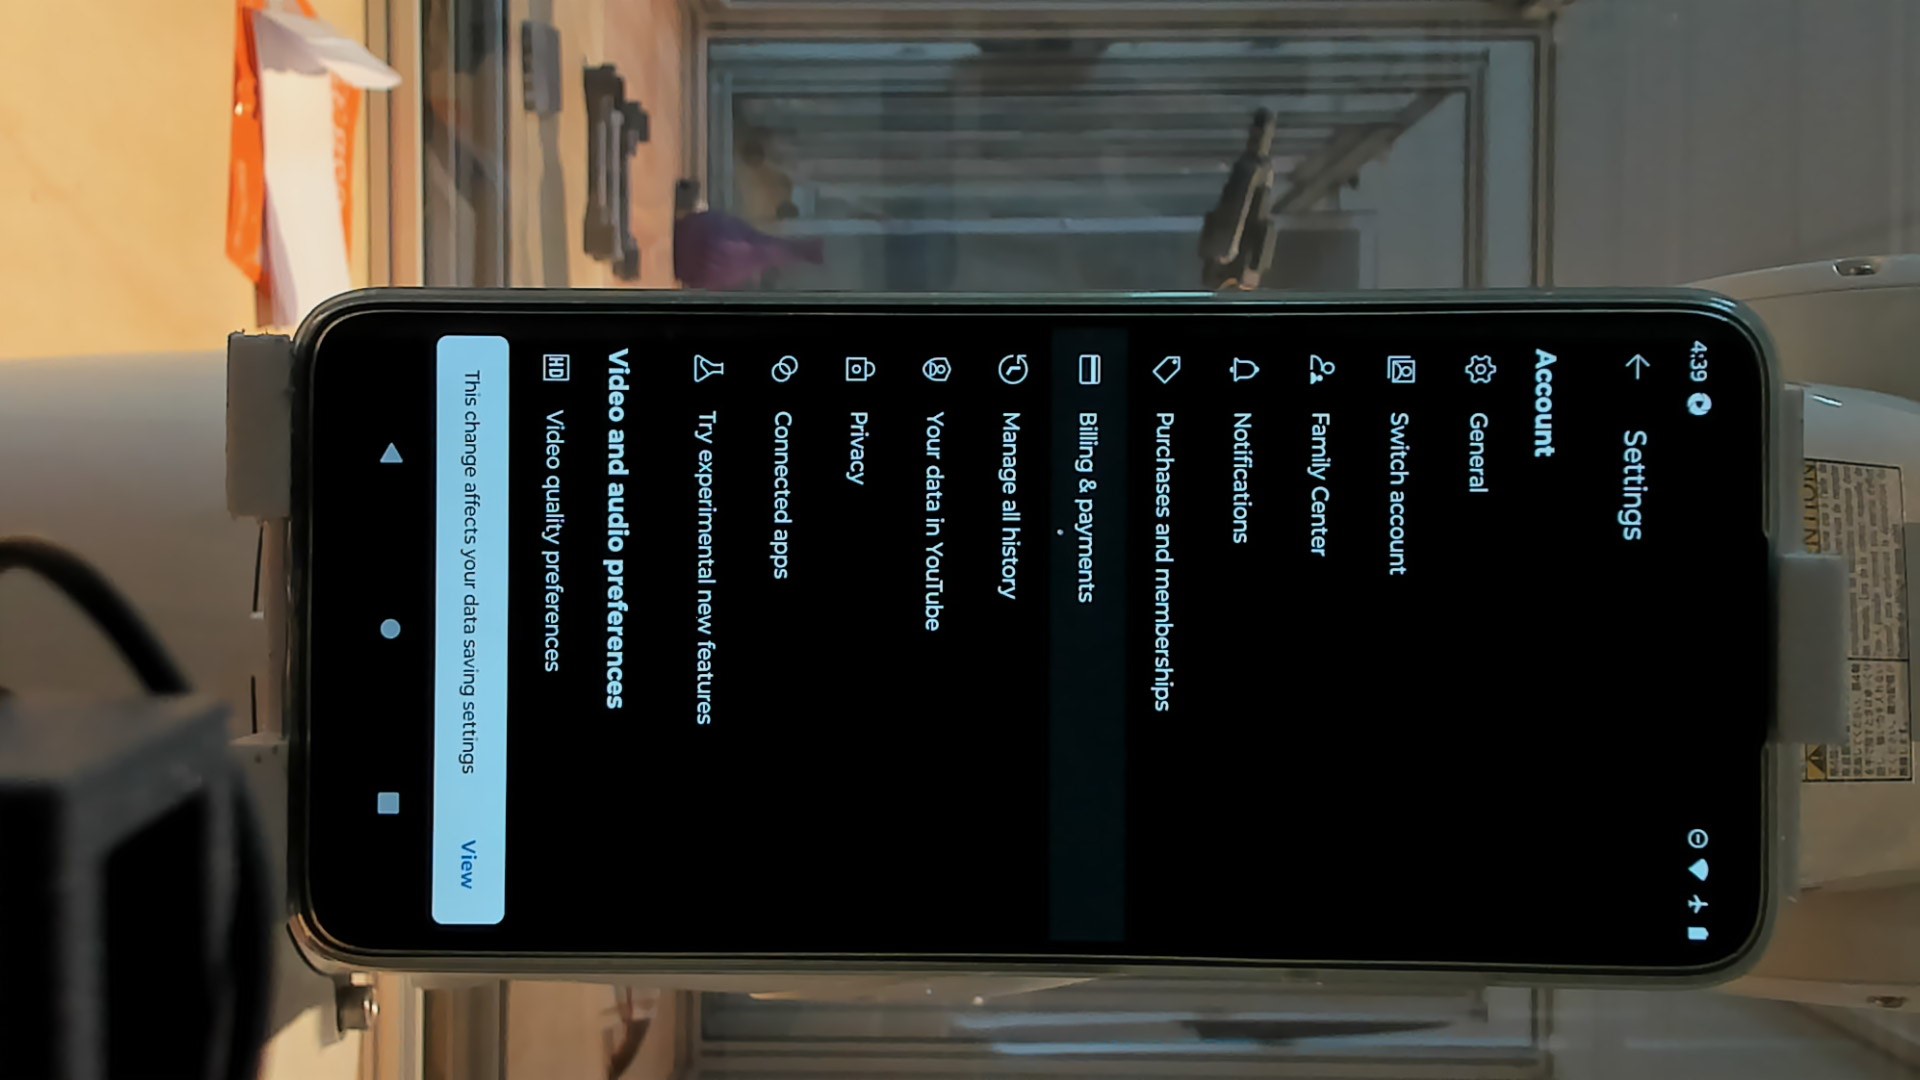 4:39
Settings
Account
General
Switch account
Family Center
Notifications
Purchases and memberships
Billing & payments
Manage all history
Your data in YouTube
Privacy
Connected apps
Try experimental new features
Video and audio preferences
HD Video quality preferences
This change affects your data saving settings View